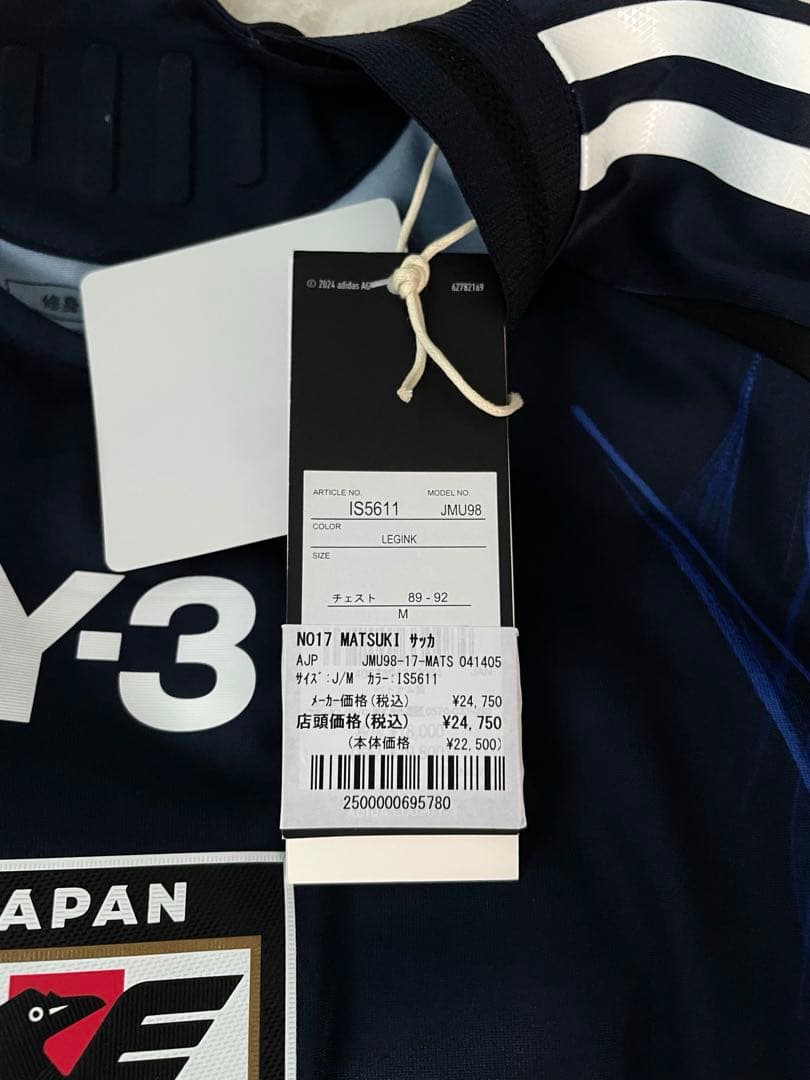 © 2024 adidas AG
62782169
ARTICLE NO.
MODEL NO.
IS5611
JMU98
COLOR
LEGINK
SIZE
チェスト 89 - 92
M
Y-3
NO17 MATSUKI ｻｯｶ
AJP JMU98-17-MATS 041405
ｻｲｽﾞ:J/M ｶﾗｰ:IS5611
ﾒｰｶｰ価格(税込) ¥24,750
店頭価格(税込) ¥24,750
(本体価格 ¥22,500)
2500000695780
JAPAN